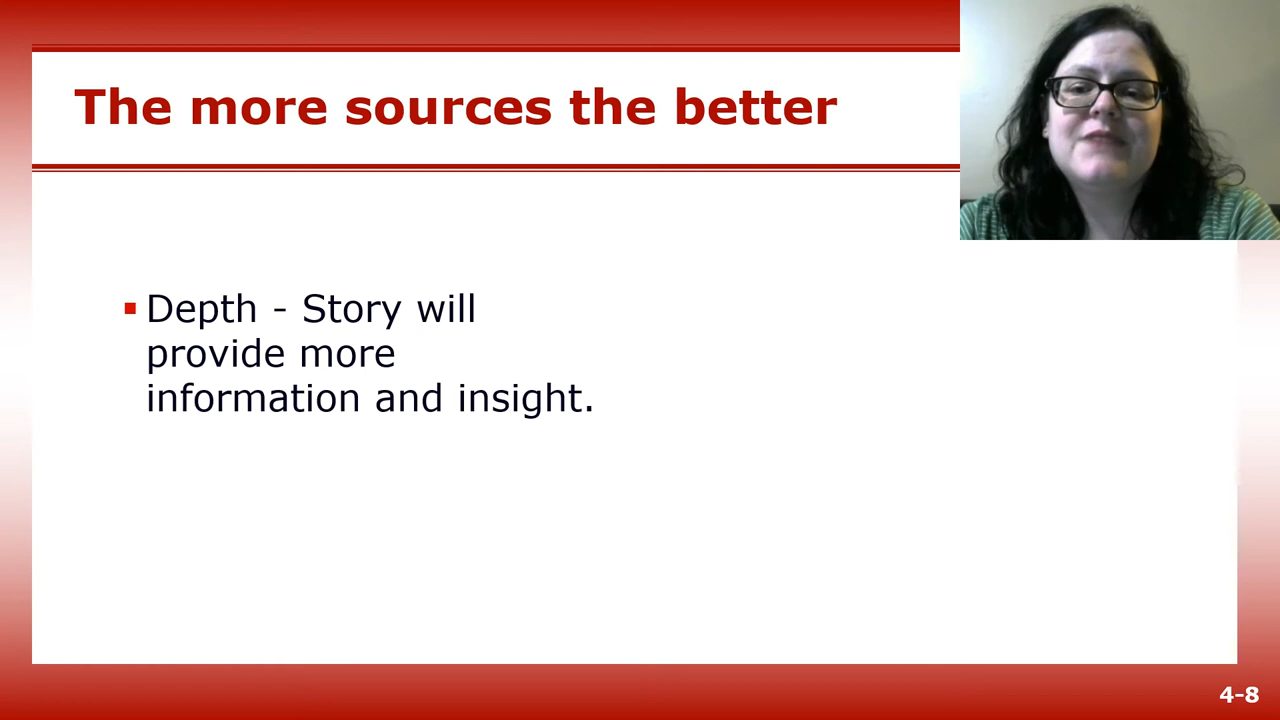 The more sources the better
Depth - Story will
provide more
information and insight.
4-8